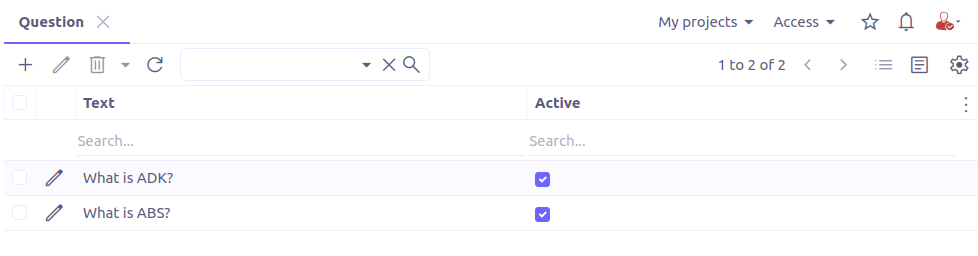 Question My projects Access
1 to 2 of 2
Text Active
Search... Search...
What is ADK?
What is ABS?